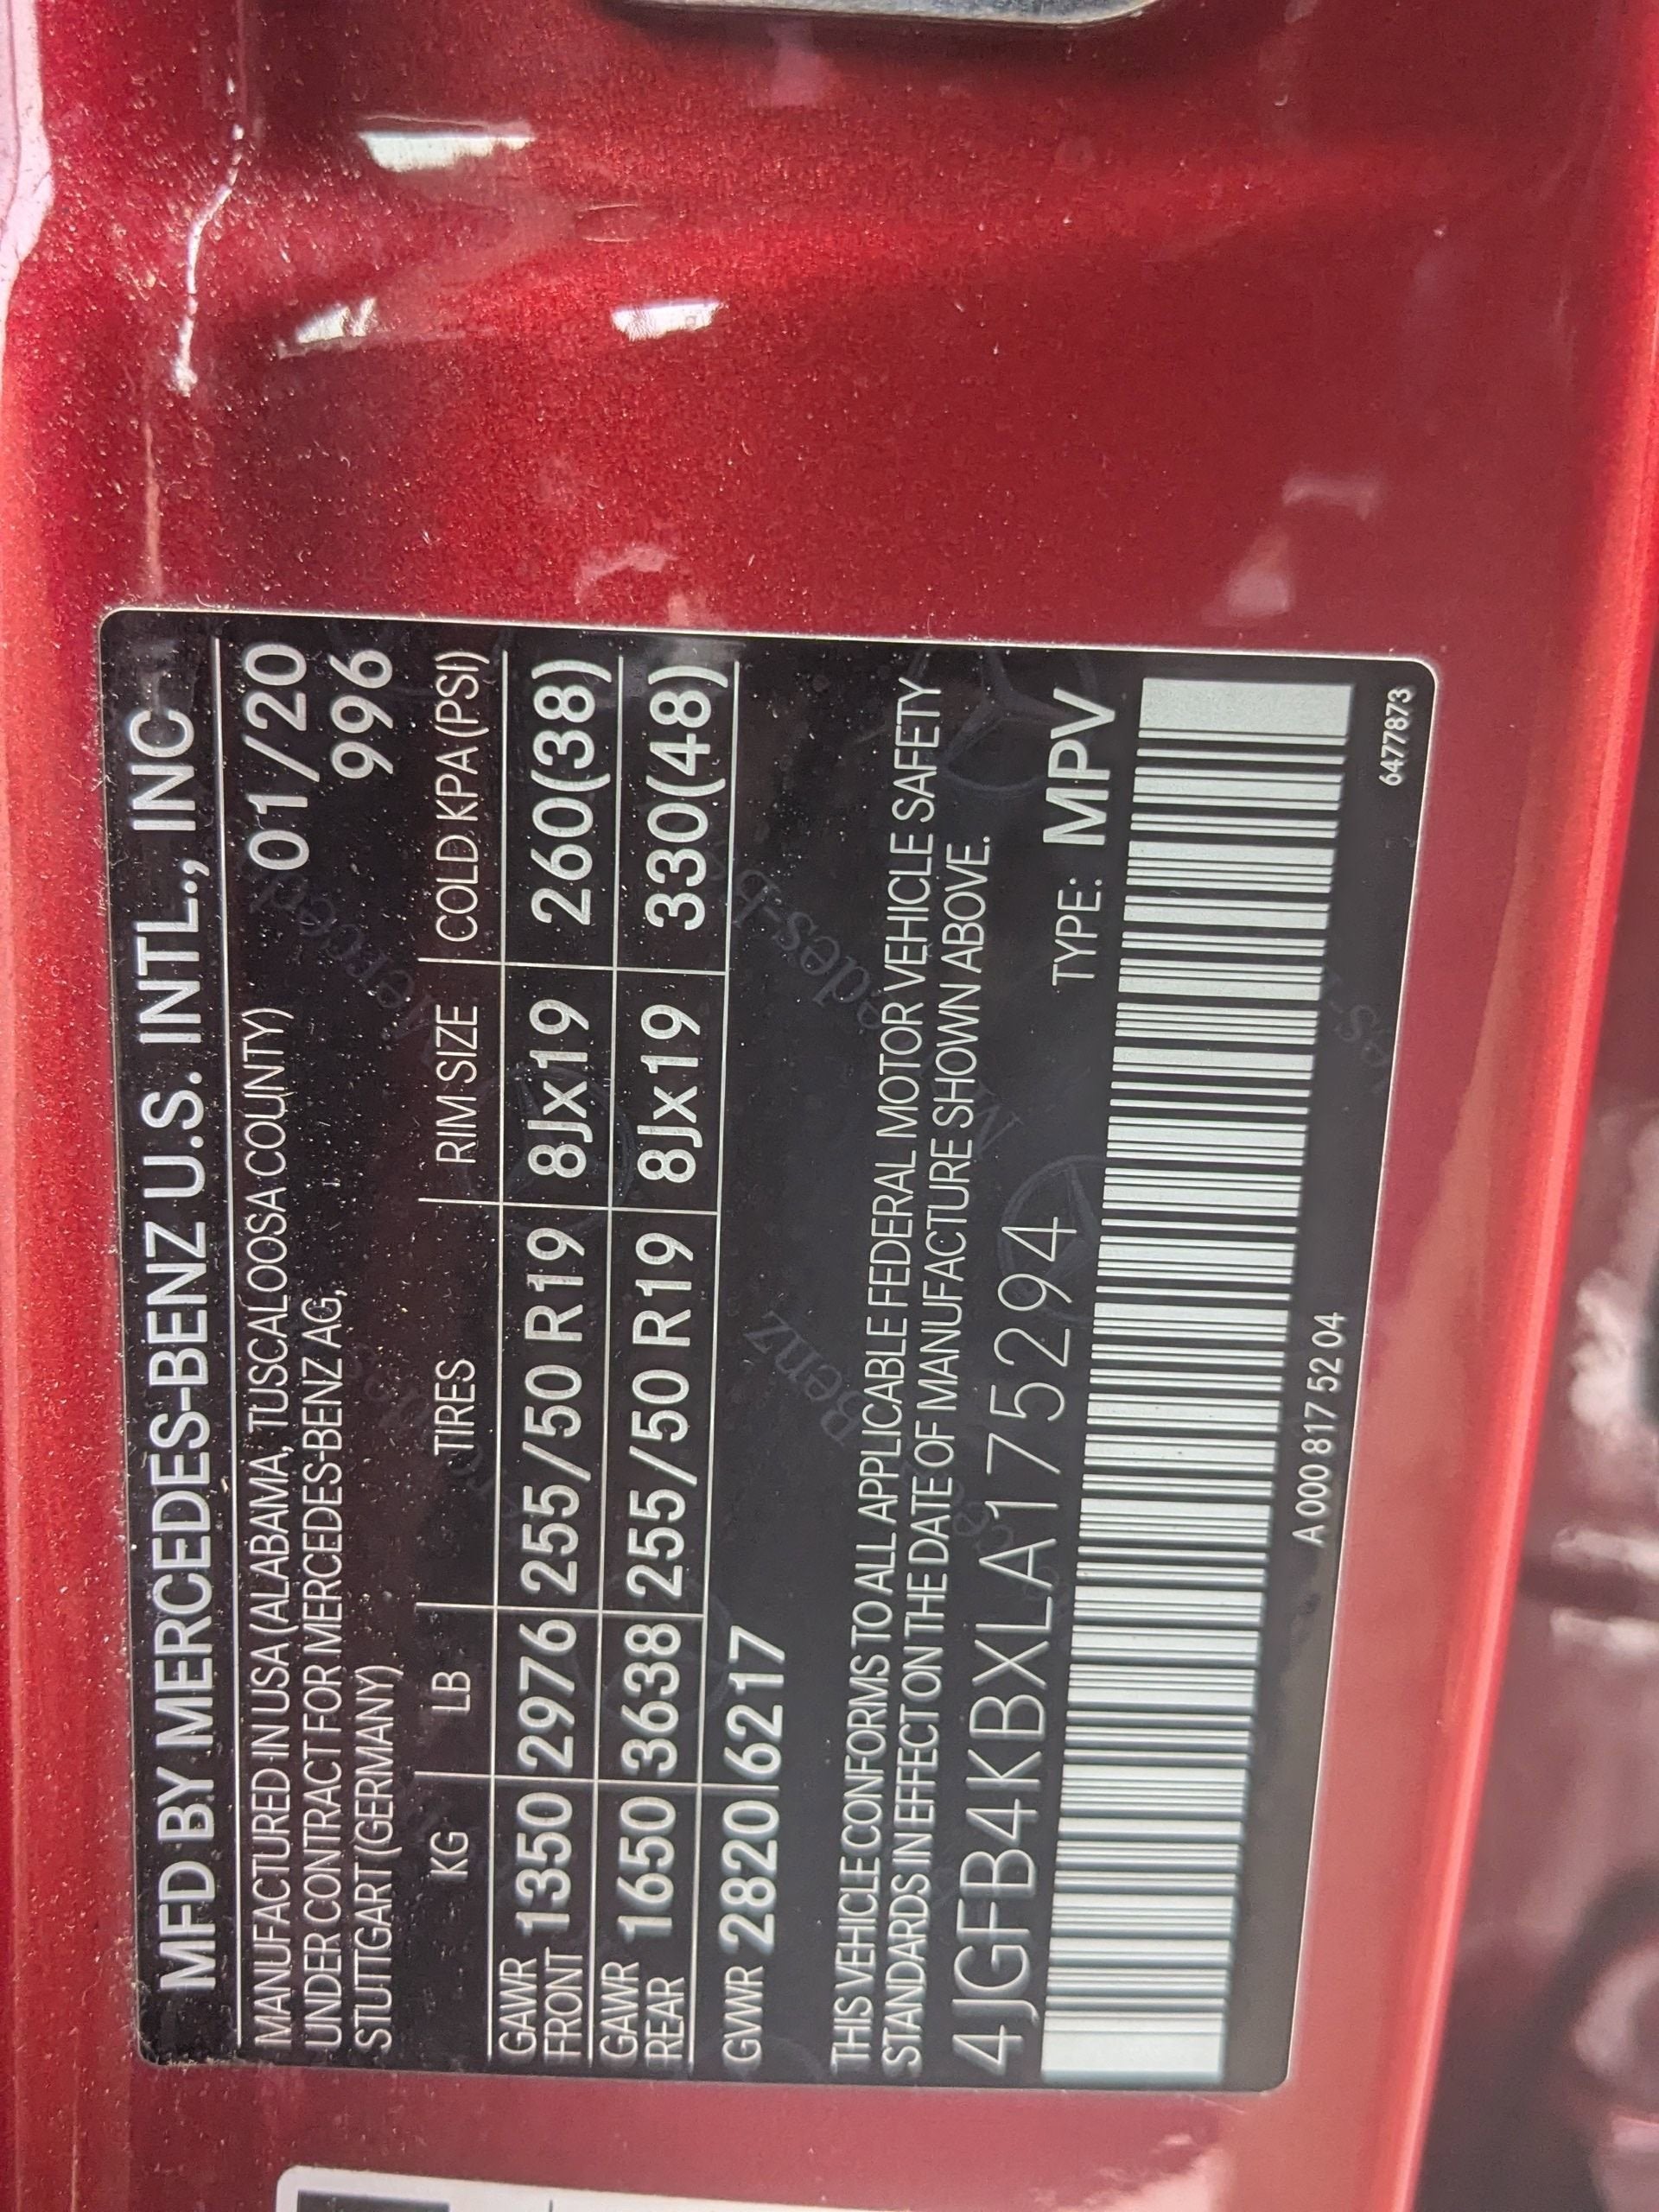 MFD BY MERCEDES-BENZ U.S. INTL., INC
MANUFACTURED IN USA (ALABAMA, TUSCALOOSA COUNTY) 01/20
UNDER CONTRACT FOR MERCEDES-BENZ AG, 996
STUTTGART (GERMANY)
KG LB TIRES RIM SIZE COLD KPA (PSI)
GAWR FRONT 1350 2976 255/50 R19 8Jx19 260(38)
GAWR REAR 1650 3638 255/50 R19 8Jx19 330(48)
GVWR 2820 6217
THIS VEHICLE CONFORMS TO ALL APPLICABLE FEDERAL MOTOR VEHICLE SAFETY
STANDARDS IN EFFECT ON THE DATE OF MANUFACTURE SHOWN ABOVE.
4JGFB4KBXLA175294 TYPE: MPV
A 000 817 52 04
6477873